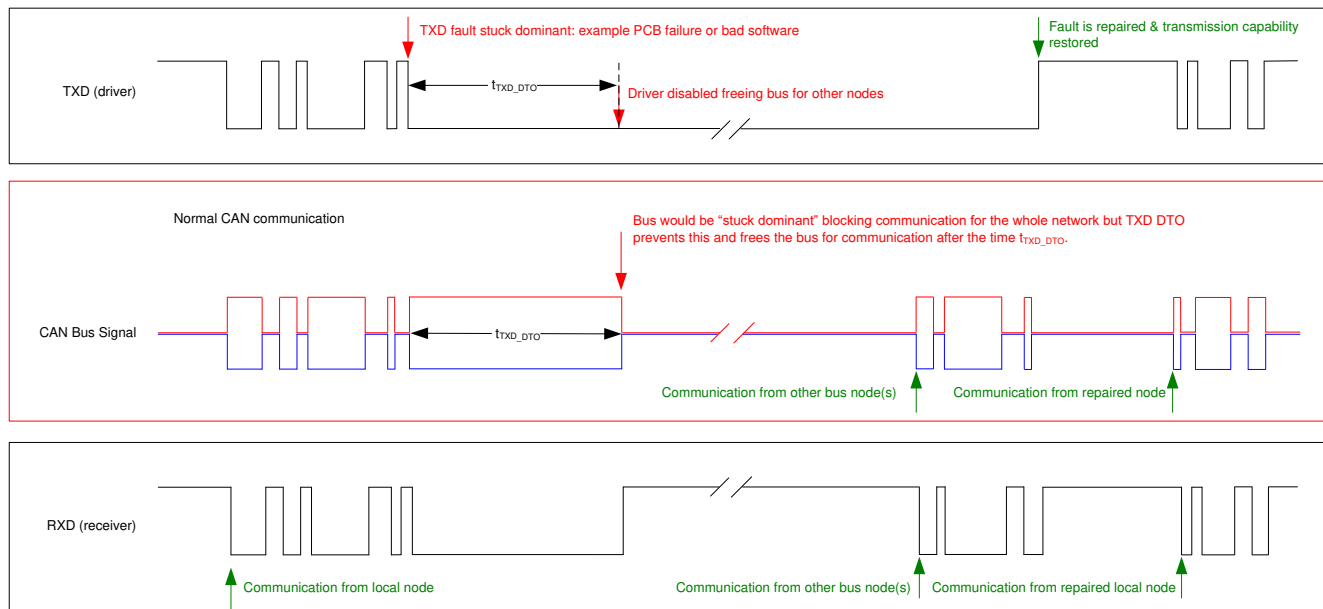 TXD fault stuck dominant: example PCB failure or bad software
Fault is repaired & transmission capability
restored
TXD (driver)
tTXD_DTO
Driver disabled freeing bus for other nodes
Normal CAN communication
Bus would be “stuck dominant” blocking communication for the whole network but TXD DTO
prevents this and frees the bus for communication after the time tTXD_DTO.
CAN Bus Signal
tTXD_DTO
Communication from other bus node(s)
Communication from repaired node
RXD (receiver)
Communication from local node
Communication from other bus node(s)
Communication from repaired local node